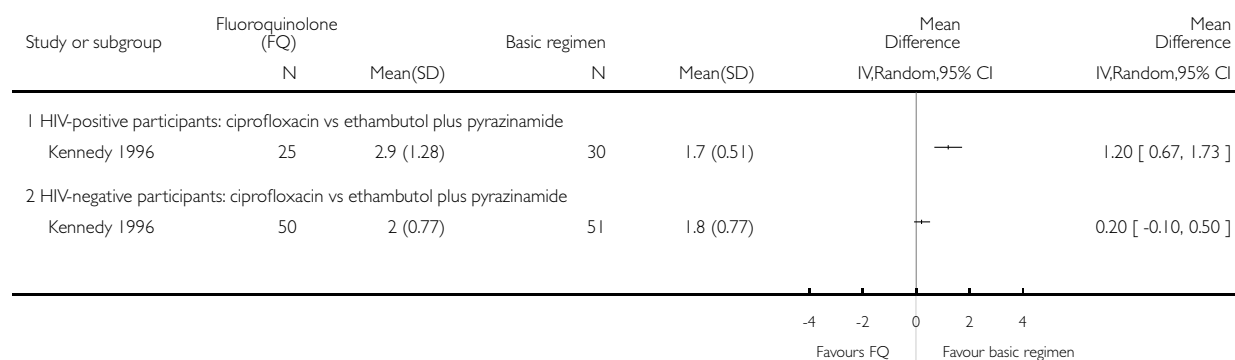 Study or subgroup Fluoroquinolone (FQ) Basic regimen Mean Difference Mean Difference
N Mean(SD) N Mean(SD) IV,Random,95% CI IV,Random,95% CI
1 HIV-positive participants: ciprofloxacin vs ethambutol plus pyrazinamide
Kennedy 1996 25 2.9 (1.28) 30 1.7 (0.51) 1.20 [ 0.67, 1.73 ]
2 HIV-negative participants: ciprofloxacin vs ethambutol plus pyrazinamide
Kennedy 1996 50 2 (0.77) 51 1.8 (0.77) 0.20 [ -0.10, 0.50 ]
-4 -2 0 2 4
Favours FQ Favour basic regimen